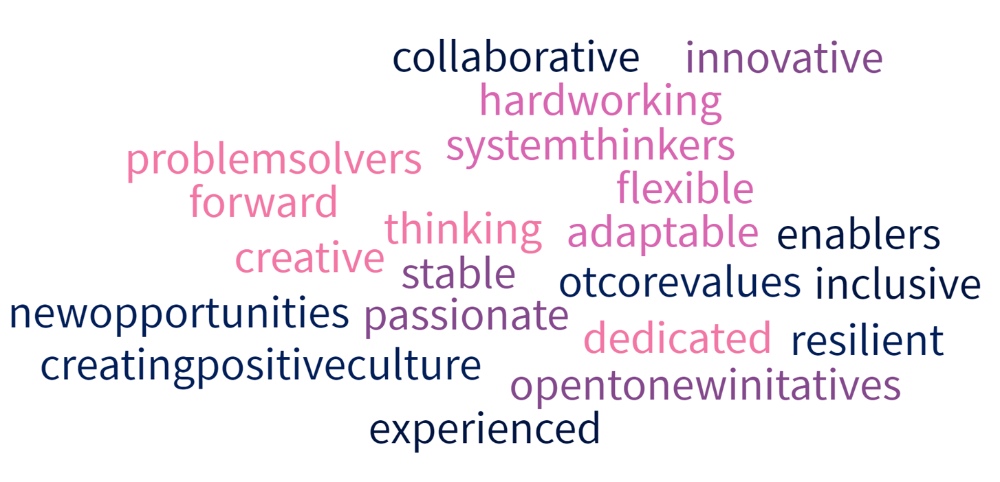 collaborative innovative
hardworking
problemsolvers systemthinkers
forward flexible
thinking adaptable enablers
creative stable otcorevalues inclusive
newopportunities passionate
dedicated resilient
creatingpositiveculture
opentonewinitatives
experienced